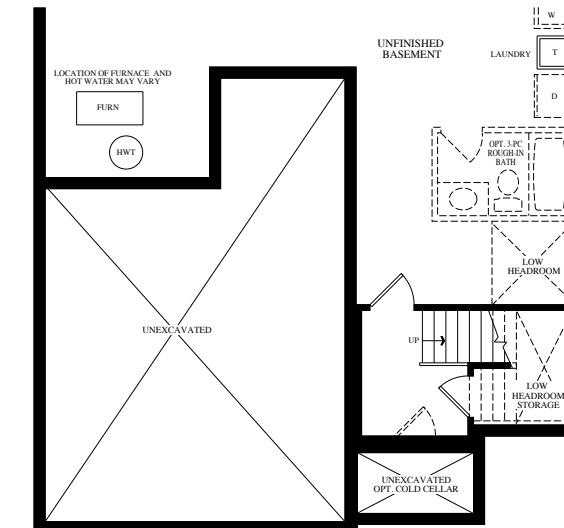 W
UNFINISHED
BASEMENT
LAUNDRY
T
LOCATION OF FURNACE AND
HOT WATER MAY VARY
D
FURN
HWT
OPT. 3-PC
ROUGH-IN
BATH
LOW
HEADROOM
UNEXCAVATED
UP
LOW
HEADROOM
STORAGE
UNEXCAVATED
OPT. COLD CELLAR